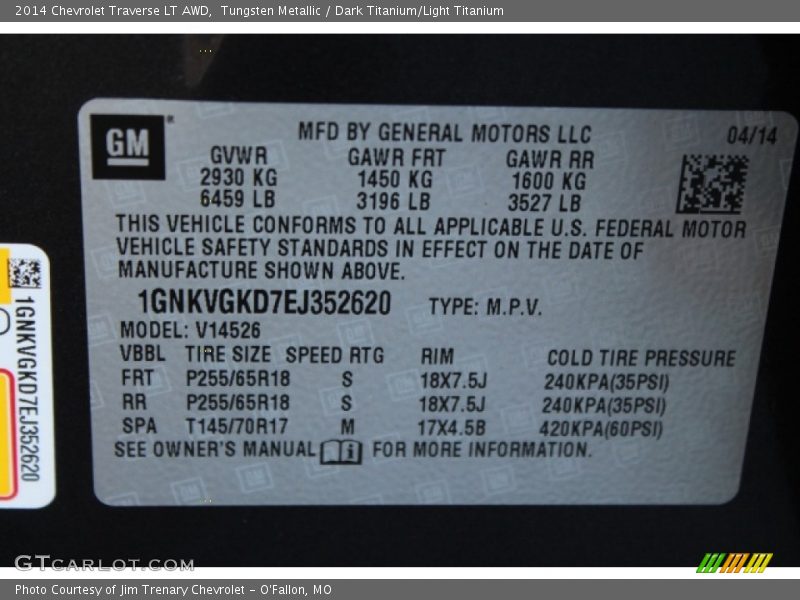 2014 Chevrolet Traverse LT AWD, Tungsten Metallic / Dark Titanium/Light Titanium
GM
MFD BY GENERAL MOTORS LLC 04/14
GVWR GAWR FRT GAWR RR
2930 KG 1450 KG 1600 KG
6459 LB 3196 LB 3527 LB
THIS VEHICLE CONFORMS TO ALL APPLICABLE U.S. FEDERAL MOTOR
VEHICLE SAFETY STANDARDS IN EFFECT ON THE DATE OF
MANUFACTURE SHOWN ABOVE.
1GNKVGKD7EJ352620 TYPE: M.P.V.
MODEL: V14526
VBBL TIRE SIZE SPEED RTG RIM COLD TIRE PRESSURE
FRT P255/65R18 S 18X7.5J 240KPA(35PSI)
RR P255/65R18 S 18X7.5J 240KPA(35PSI)
SPA T145/70R17 M 17X4.5B 420KPA(60PSI)
SEE OWNER'S MANUAL FOR MORE INFORMATION.
1GNKVGKD7EJ352620
GTCARLOT.COM
Photo Courtesy of Jim Trenary Chevrolet - O'Fallon, MO